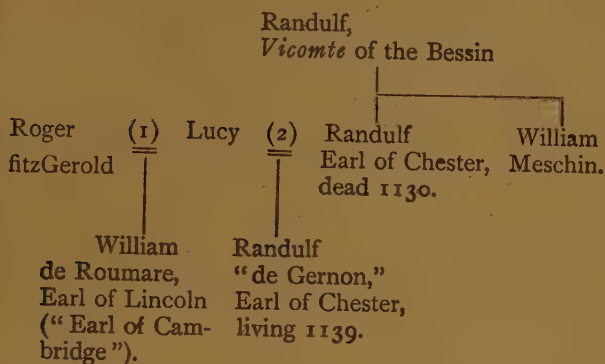 Randulf,
Vicomte of the Bessin
Roger (1) Lucy (2) Randulf William
fitzGerold Earl of Chester, Meschin.
dead 1130.
William Randulf
de Roumare, "de Gernon,"
Earl of Lincoln Earl of Chester,
("Earl of Cam- living 1139.
bridge").